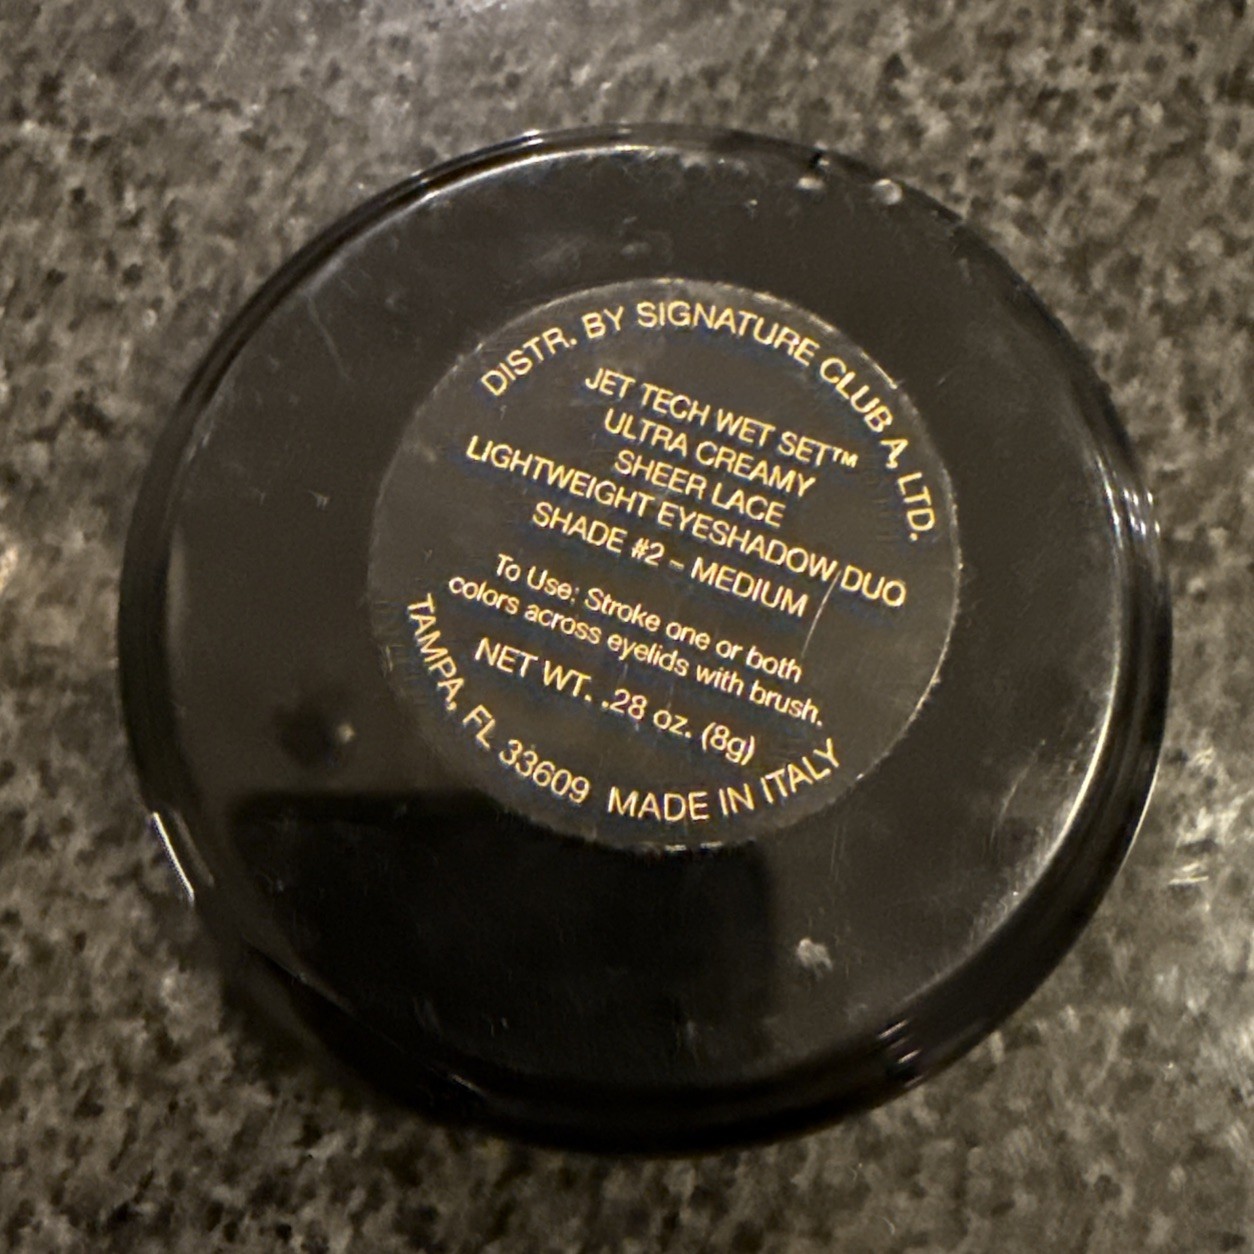 DISTR. BY SIGNATURE CLUB A, LTD.
JET TECH WET SET™
ULTRA CREAMY
SHEER LACE
LIGHTWEIGHT EYESHADOW DUO
SHADE #2 - MEDIUM
To Use: Stroke one or both
colors across eyelids with brush.
NET WT. .28 oz. (8g)
TAMPA, FL 33609 MADE IN ITALY